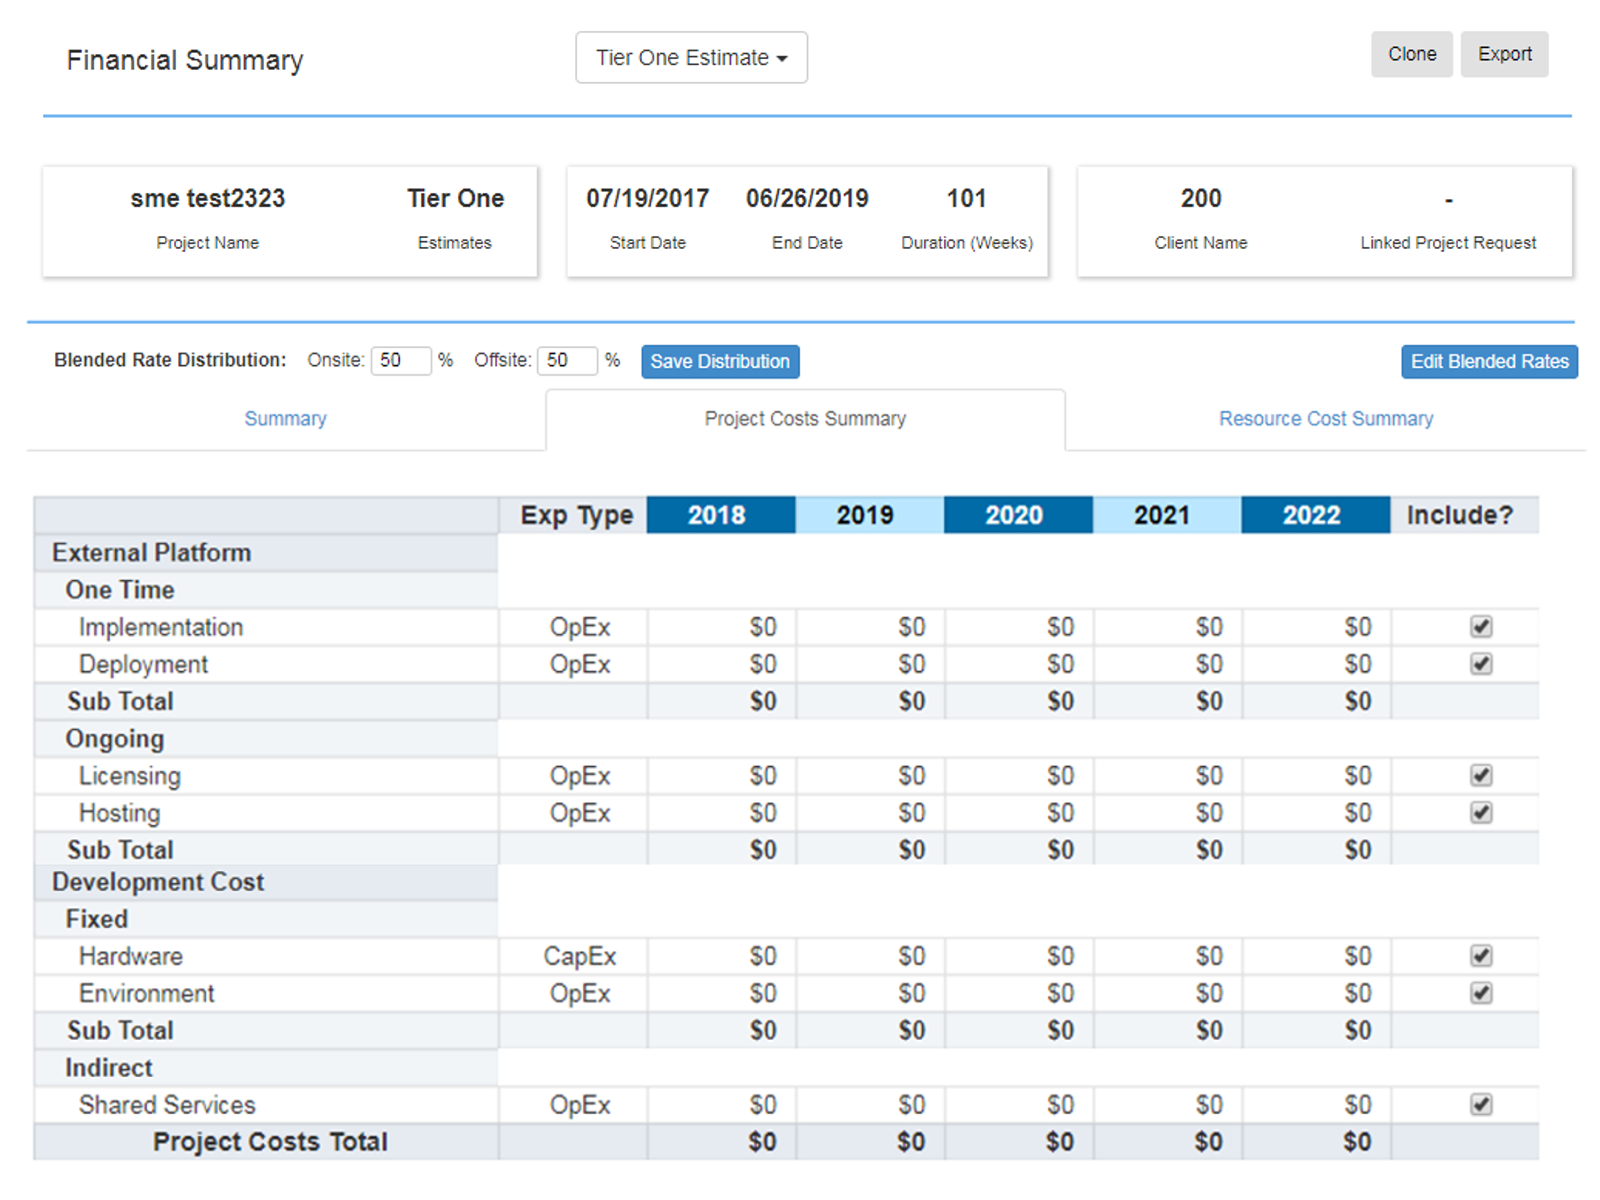 Financial Summary Tier One Estimate Clone Export
sme test2323 Tier One 07/19/2017 06/26/2019 101 200 -
Project Name Estimates Start Date End Date Duration (Weeks) Client Name Linked Project Request
Blended Rate Distribution: Onsite: 50 % Offsite: 50 % Save Distribution Edit Blended Rates
Summary Project Costs Summary Resource Cost Summary
Exp Type 2018 2019 2020 2021 2022 Include?
External Platform
One Time
Implementation OpEx $0 $0 $0 $0 $0
Deployment OpEx $0 $0 $0 $0 $0
Sub Total $0 $0 $0 $0 $0
Ongoing
Licensing OpEx $0 $0 $0 $0 $0
Hosting OpEx $0 $0 $0 $0 $0
Sub Total $0 $0 $0 $0 $0
Development Cost
Fixed
Hardware CapEx $0 $0 $0 $0 $0
Environment OpEx $0 $0 $0 $0 $0
Sub Total $0 $0 $0 $0 $0
Indirect
Shared Services OpEx $0 $0 $0 $0 $0
Project Costs Total $0 $0 $0 $0 $0